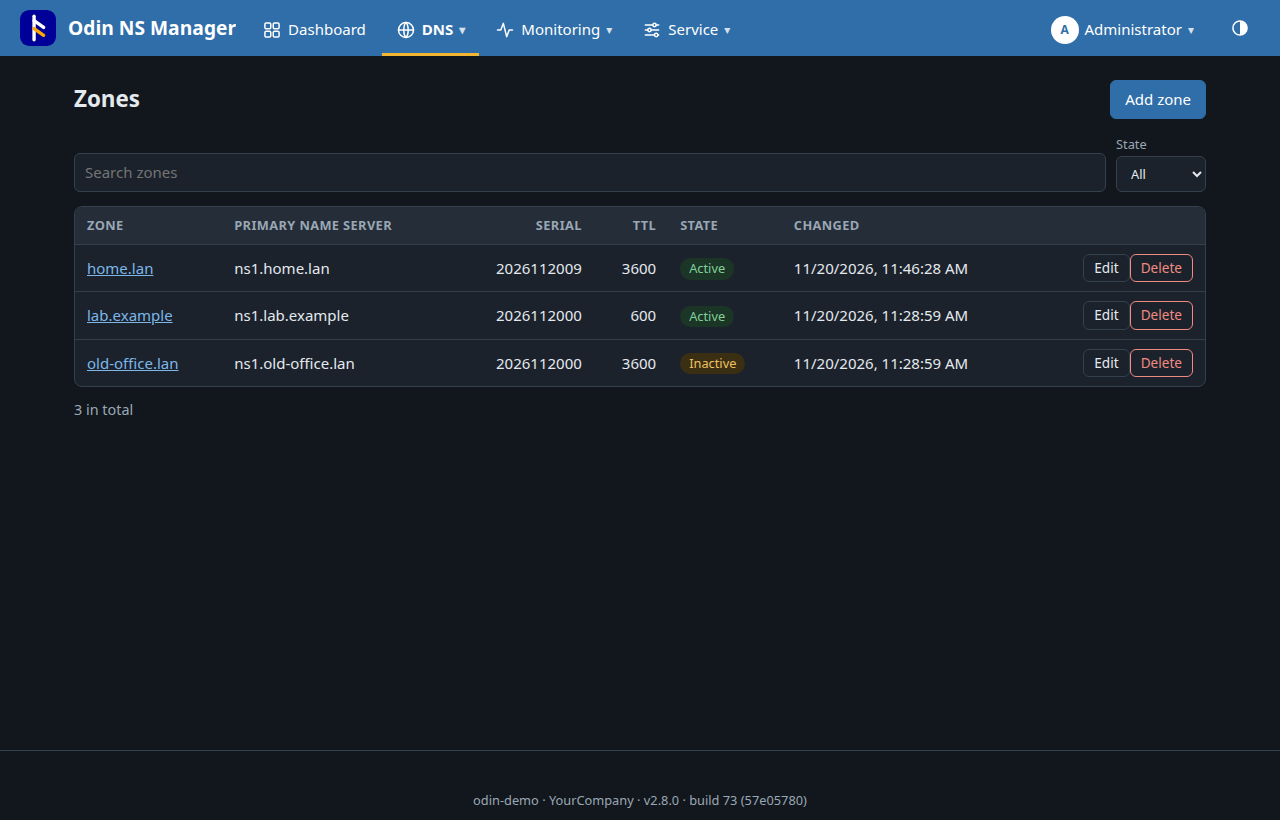 Odin NS Manager Dashboard DNS ▾ Monitoring ▾ Service ▾ A Administrator ▾
Zones Add zone
State
Search zones All
ZONE PRIMARY NAME SERVER SERIAL TTL STATE CHANGED
home.lan ns1.home.lan 2026112009 3600 Active 11/20/2026, 11:46:28 AM Edit Delete
lab.example ns1.lab.example 2026112000 600 Active 11/20/2026, 11:28:59 AM Edit Delete
old-office.lan ns1.old-office.lan 2026112000 3600 Inactive 11/20/2026, 11:28:59 AM Edit Delete
3 in total
odin-demo · YourCompany · v2.8.0 · build 73 (57e05780)